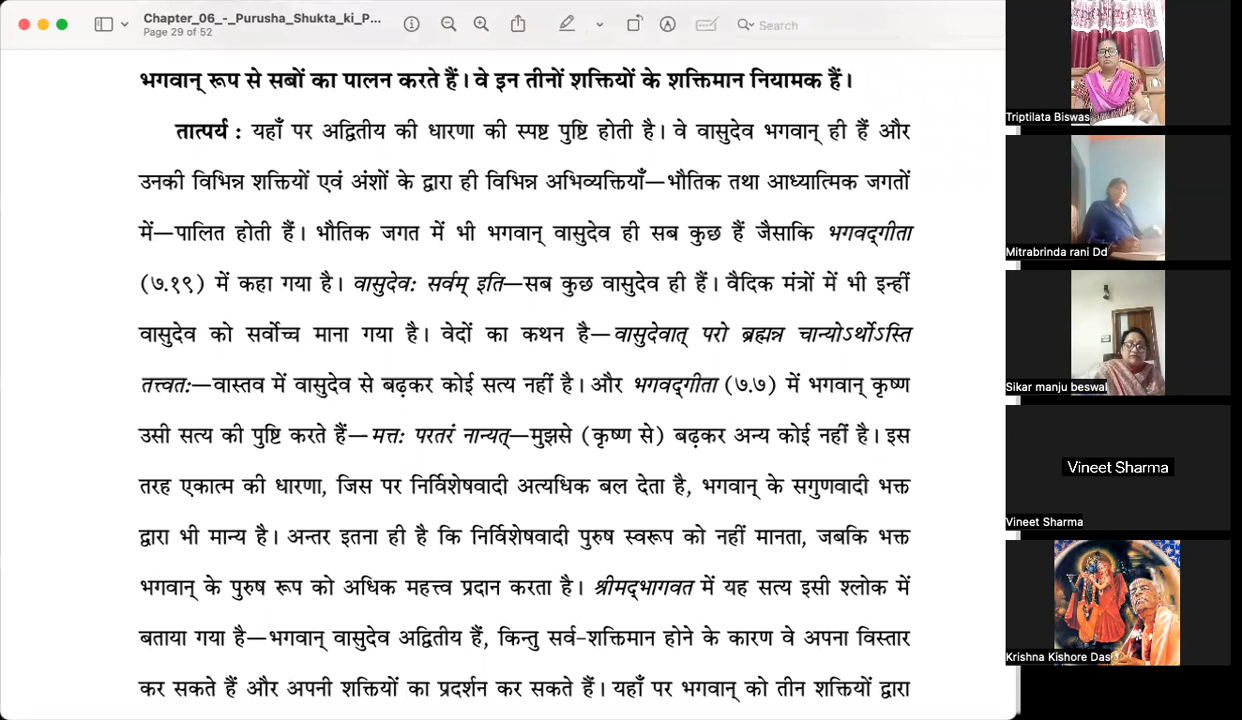 Chapter_06_-_Purusha_Shukta_ki_P...
Page 29 of 52
Search
भगवान् रूप से सबों का पालन करते हैं। वे इन तीनों शक्तियों के शक्तिमान नियामक हैं।
तात्पर्य : यहाँ पर अद्वितीय की धारणा की स्पष्ट पुष्टि होती है। वे वासुदेव भगवान् ही हैं और
उनकी विभिन्न शक्तियों एवं अंशों के द्वारा ही विभिन्न अभिव्यक्तियाँ—भौतिक तथा आध्यात्मिक जगतों
में—पालित होती हैं। भौतिक जगत में भी भगवान् वासुदेव ही सब कुछ हैं जैसाकि भगवद्‌गीता
(७.१९) में कहा गया है। वासुदेवः सर्वम् इति—सब कुछ वासुदेव ही हैं। वैदिक मंत्रों में भी इन्हीं
वासुदेव को सर्वोच्च माना गया है। वेदों का कथन है—वासुदेवात् परो ब्रह्मन्न चान्योऽर्थोऽस्ति
तत्त्वतः—वास्तव में वासुदेव से बढ़कर कोई सत्य नहीं है। और भगवद्‌गीता (७.७) में भगवान् कृष्ण
उसी सत्य की पुष्टि करते हैं—मत्तः परतरं नान्यत्—मुझसे (कृष्ण से) बढ़कर अन्य कोई नहीं है। इस
तरह एकात्म की धारणा, जिस पर निर्विशेषवादी अत्यधिक बल देता है, भगवान् के सगुणवादी भक्त
द्वारा भी मान्य है। अन्तर इतना ही है कि निर्विशेषवादी पुरुष स्वरूप को नहीं मानता, जबकि भक्त
भगवान् के पुरुष रूप को अधिक महत्त्व प्रदान करता है। श्रीमद्‌भागवत में यह सत्य इसी श्लोक में
बताया गया है—भगवान् वासुदेव अद्वितीय हैं, किन्तु सर्व-शक्तिमान होने के कारण वे अपना विस्तार
कर सकते हैं और अपनी शक्तियों का प्रदर्शन कर सकते हैं। यहाँ पर भगवान् को तीन शक्तियों द्वारा
Triptilata Biswas
Mitrabrinda rani Dd
Sikar manju beswal
Vineet Sharma
Vineet Sharma
Krishna Kishore Das